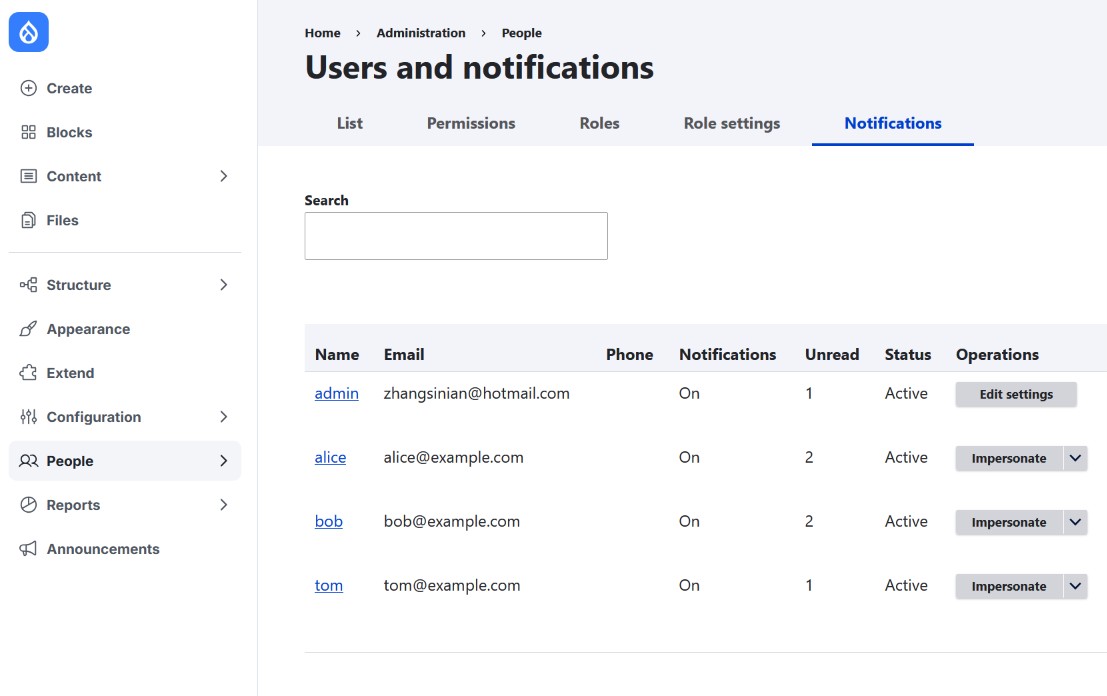 Create
Blocks
Content
Files
Structure
Appearance
Extend
Configuration
People
Reports
Announcements
Home › Administration › People
Users and notifications
List Permissions Roles Role settings Notifications
Search
Name Email Phone Notifications Unread Status Operations
admin zhangsinian@hotmail.com On 1 Active Edit settings
alice alice@example.com On 2 Active Impersonate
bob bob@example.com On 2 Active Impersonate
tom tom@example.com On 1 Active Impersonate